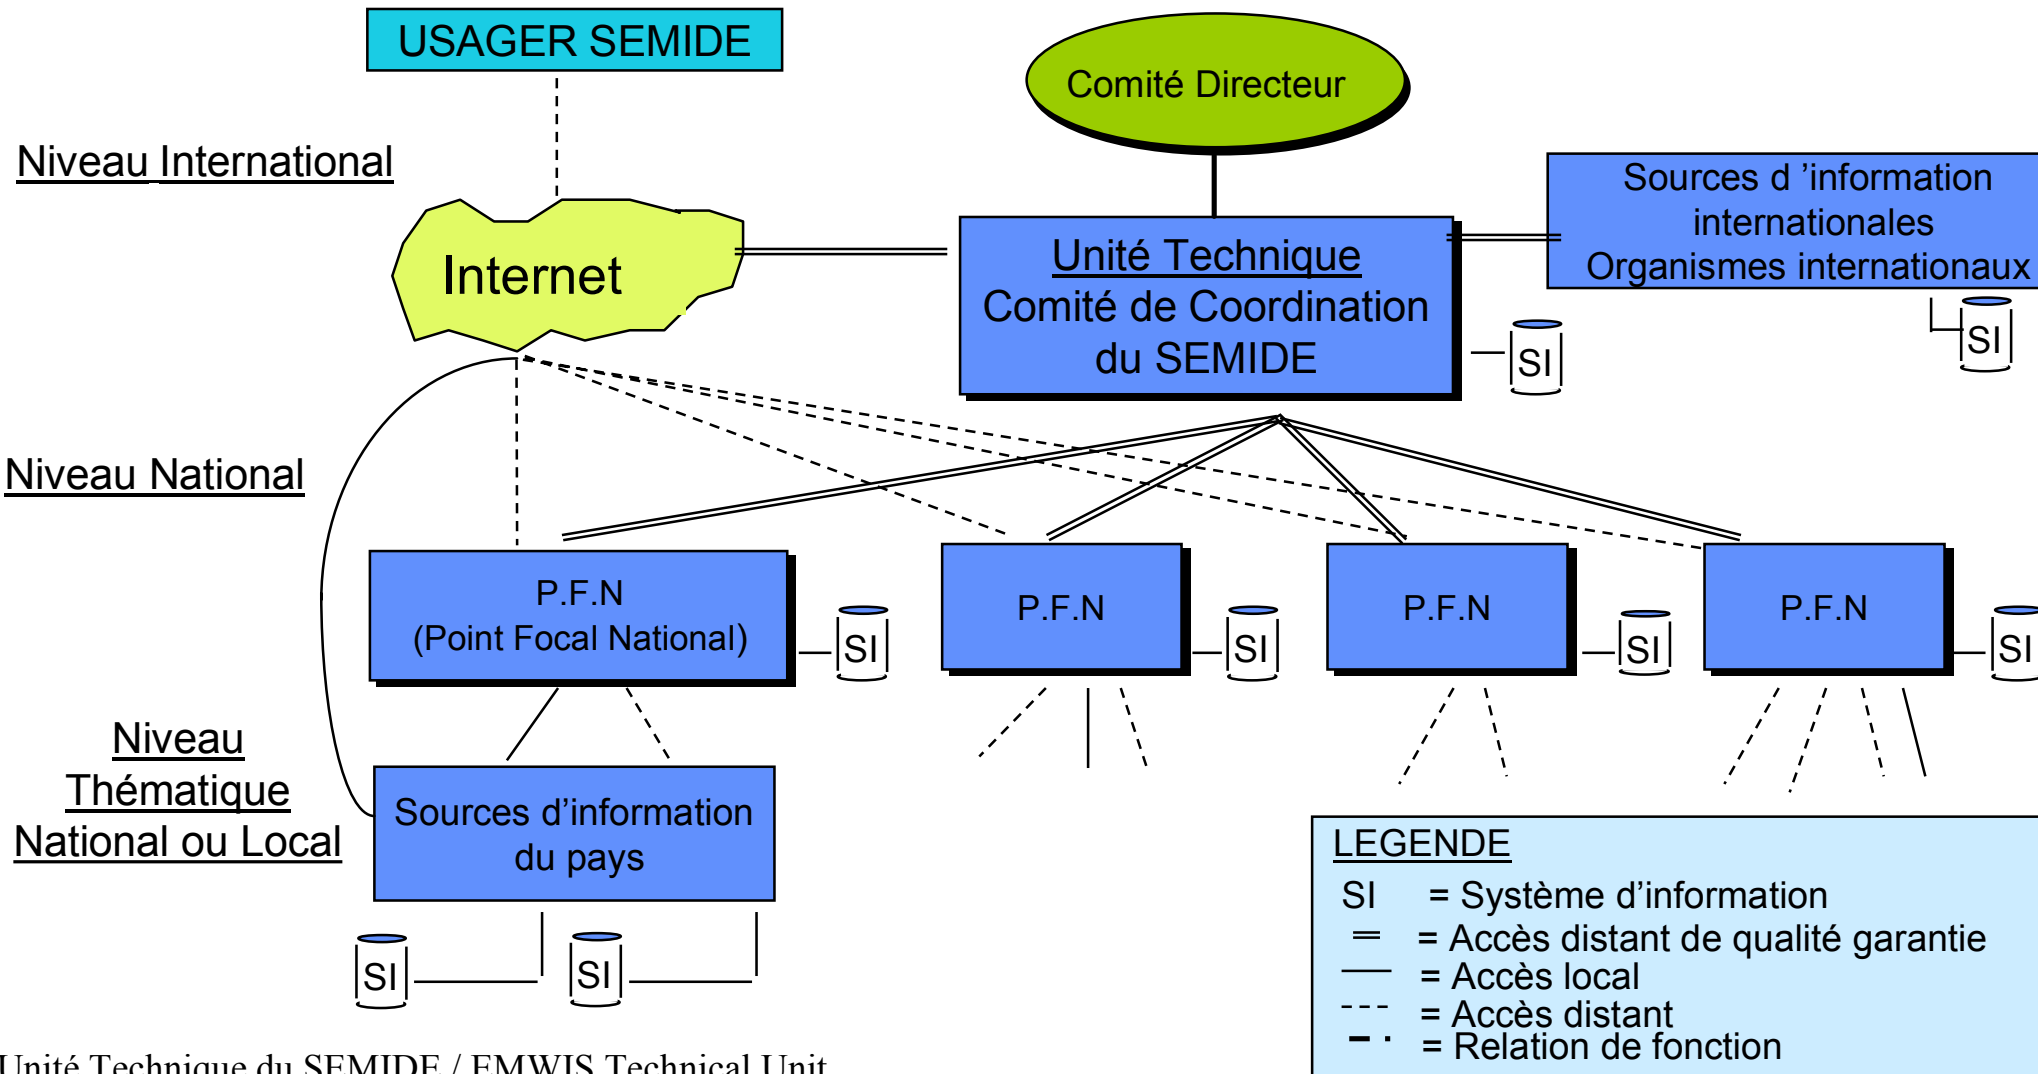 USAGER SEMIDE
Comité Directeur
Niveau International
Sources d ’information
internationales
Organismes internationaux
Internet
Unité Technique
Comité de Coordination
du SEMIDE
SI
SI
Niveau National
P.F.N
(Point Focal National)
SI
P.F.N
SI
P.F.N
SI
P.F.N
SI
Niveau
Thématique
National ou Local
Sources d’information
du pays
SI
SI
LEGENDE
SI = Système d’information
= = Accès distant de qualité garantie
— = Accès local
--- = Accès distant
- · = Relation de fonction
Unité Technique du SEMIDE / EMWIS Technical Unit